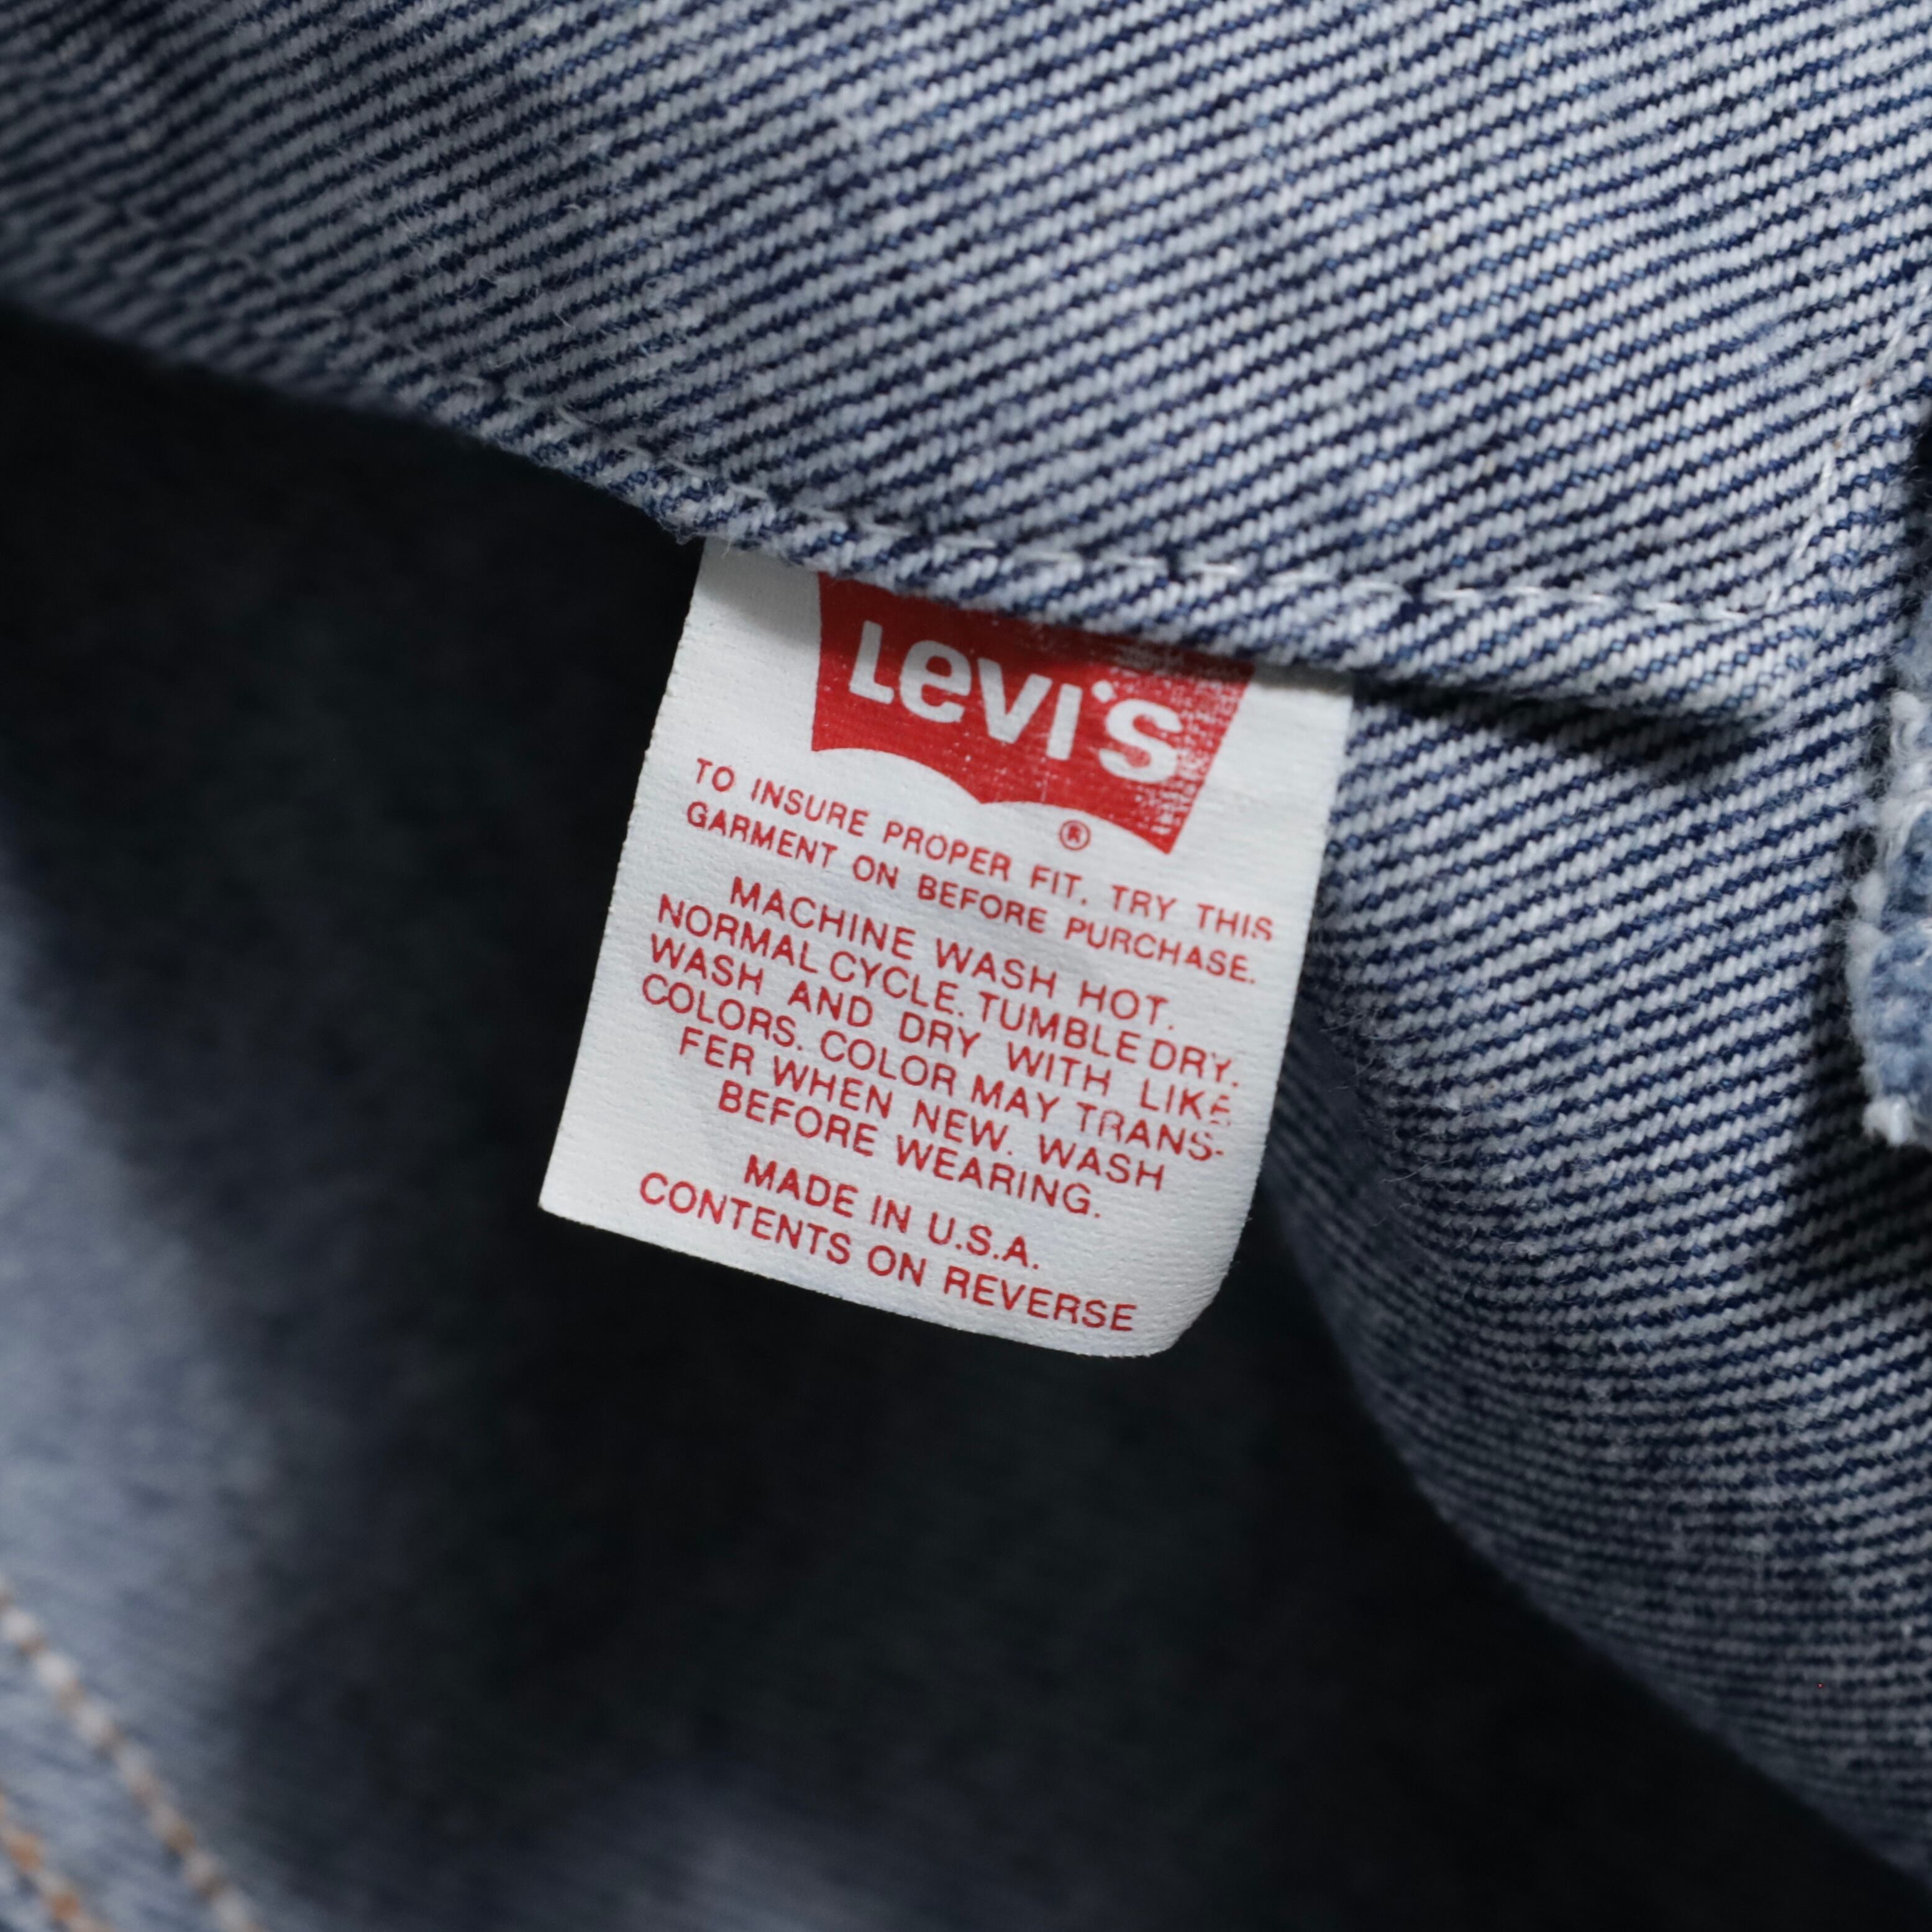 Levi's
®
TO INSURE PROPER FIT. TRY THIS
GARMENT ON BEFORE PURCHASE.
MACHINE WASH HOT.
NORMAL CYCLE. TUMBLE DRY.
WASH AND DRY WITH LIKE
COLORS. COLOR MAY TRANS-
FER WHEN NEW. WASH
BEFORE WEARING.
MADE IN U.S.A.
CONTENTS ON REVERSE